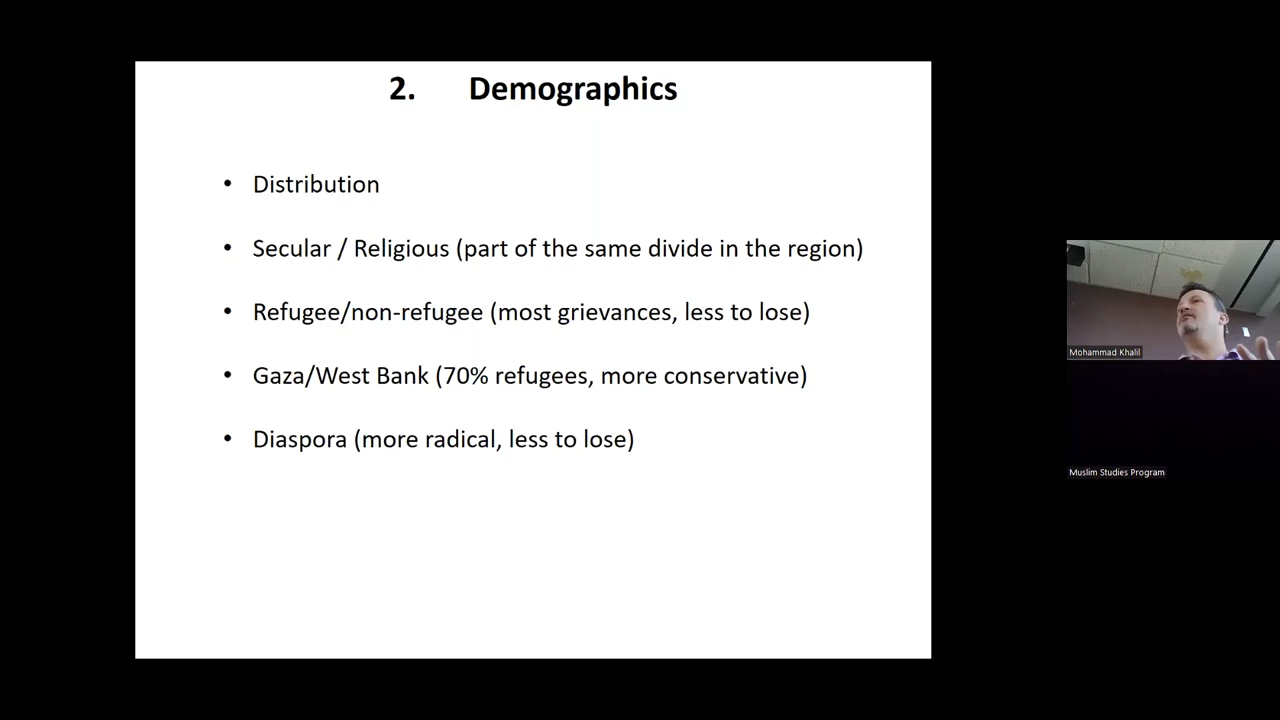 2. Demographics
• Distribution
• Secular / Religious (part of the same divide in the region)
• Refugee/non-refugee (most grievances, less to lose)
• Gaza/West Bank (70% refugees, more conservative)
• Diaspora (more radical, less to lose)
Mohammad Khalil
Muslim Studies Program